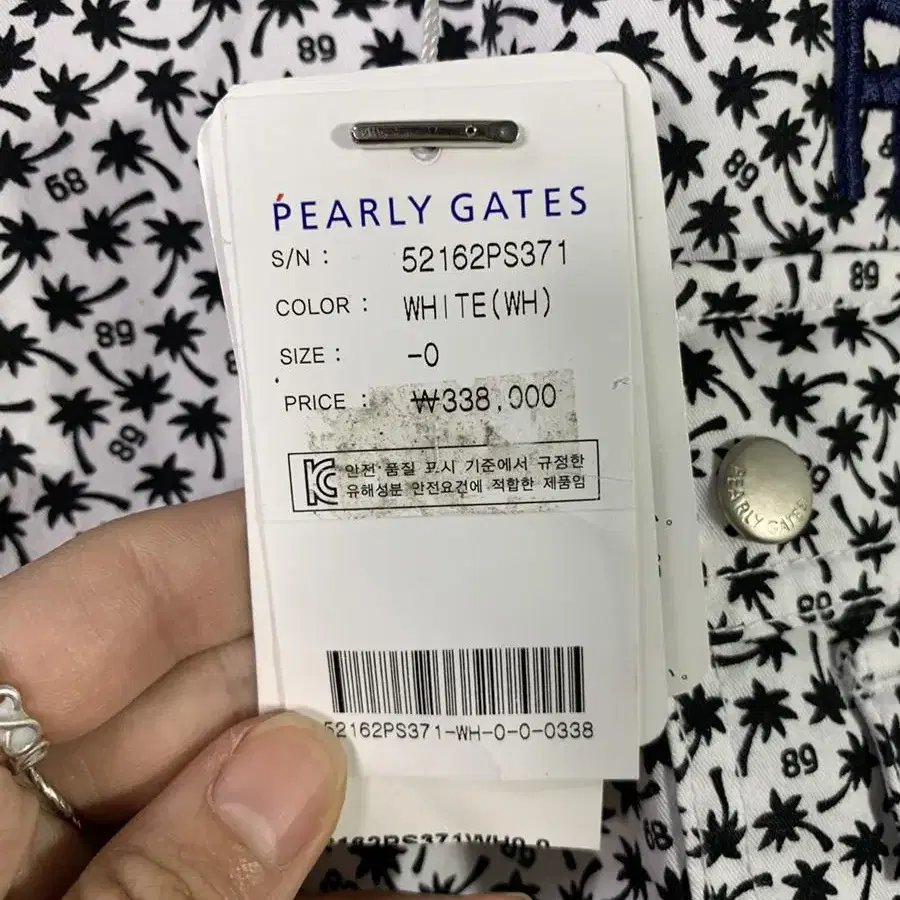 PEARLY GATES
S/N : 52162PS371
COLOR : WHITE(WH)
SIZE : -0
PRICE : ₩338,000
KC 안전·품질 표시 기준에서 규정한
유해성분 안전요건에 적합한 제품임
52162PS371-WH-0-0-0338
PEARLY GATES
89
89
89
89
89
89
89
89